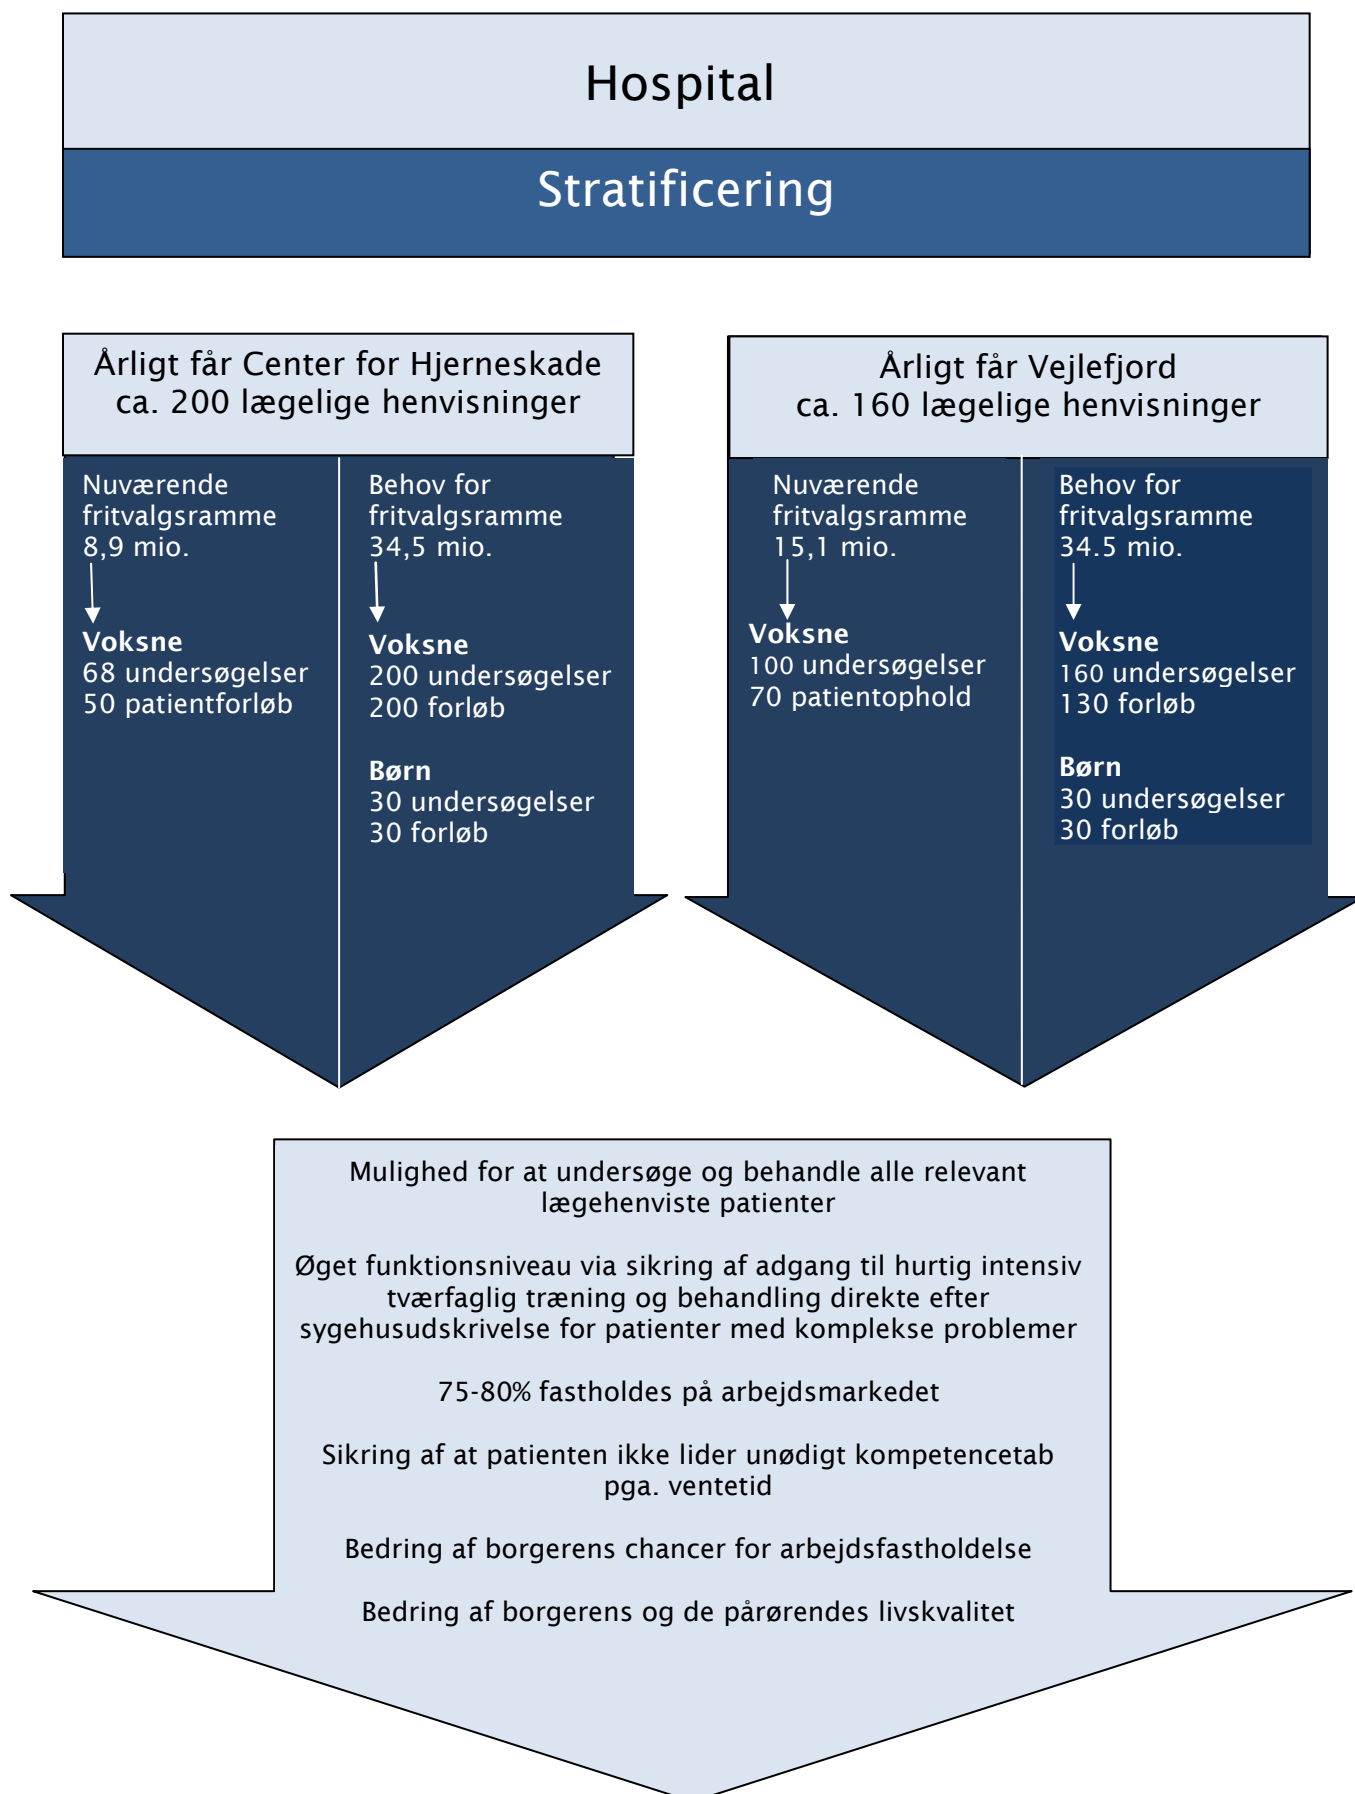 Hospital
Stratificering
Årligt får Center for Hjerneskade
ca. 200 lægelige henvisninger
Nuværende
fritvalgsramme
8,9 mio.
Voksne
68 undersøgelser
50 patientforløb
Behov for
fritvalgsramme
34,5 mio.
Voksne
200 undersøgelser
200 forløb
Børn
30 undersøgelser
30 forløb
Årligt får Vejlefjord
ca. 160 lægelige henvisninger
Nuværende
fritvalgsramme
15,1 mio.
Voksne
100 undersøgelser
70 patientophold
Behov for
fritvalgsramme
34.5 mio.
Voksne
160 undersøgelser
130 forløb
Børn
30 undersøgelser
30 forløb
Mulighed for at undersøge og behandle alle relevant
lægehenviste patienter
Øget funktionsniveau via sikring af adgang til hurtig intensiv
tværfaglig træning og behandling direkte efter
sygehusudskrivelse for patienter med komplekse problemer
75-80% fastholdes på arbejdsmarkedet
Sikring af at patienten ikke lider unødigt kompetencetab
pga. ventetid
Bedring af borgerens chancer for arbejdsfastholdelse
Bedring af borgerens og de pårørendes livskvalitet